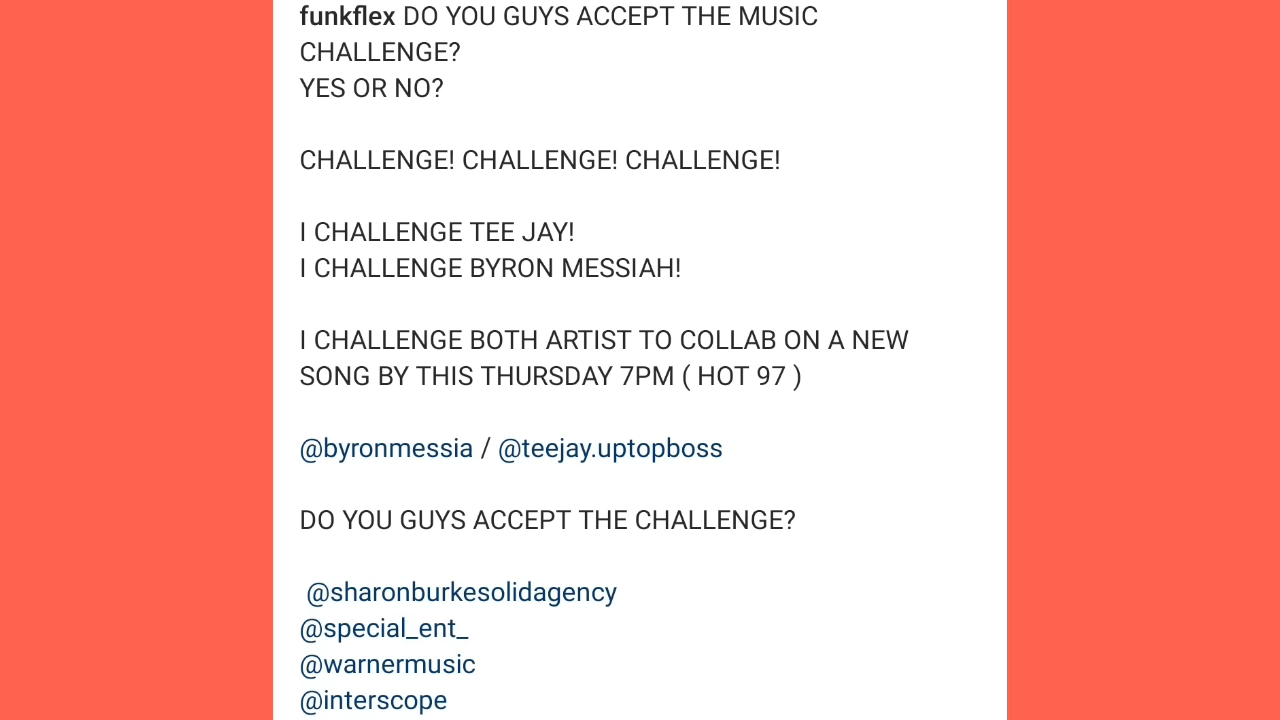 funkflex DO YOU GUYS ACCEPT THE MUSIC
CHALLENGE?
YES OR NO?
CHALLENGE! CHALLENGE! CHALLENGE!
I CHALLENGE TEE JAY!
I CHALLENGE BYRON MESSIAH!
I CHALLENGE BOTH ARTIST TO COLLAB ON A NEW
SONG BY THIS THURSDAY 7PM ( HOT 97 )
@byronmessia / @teejay.uptopboss
DO YOU GUYS ACCEPT THE CHALLENGE?
@sharonburkesolidagency
@special_ent_
@warnermusic
@interscope